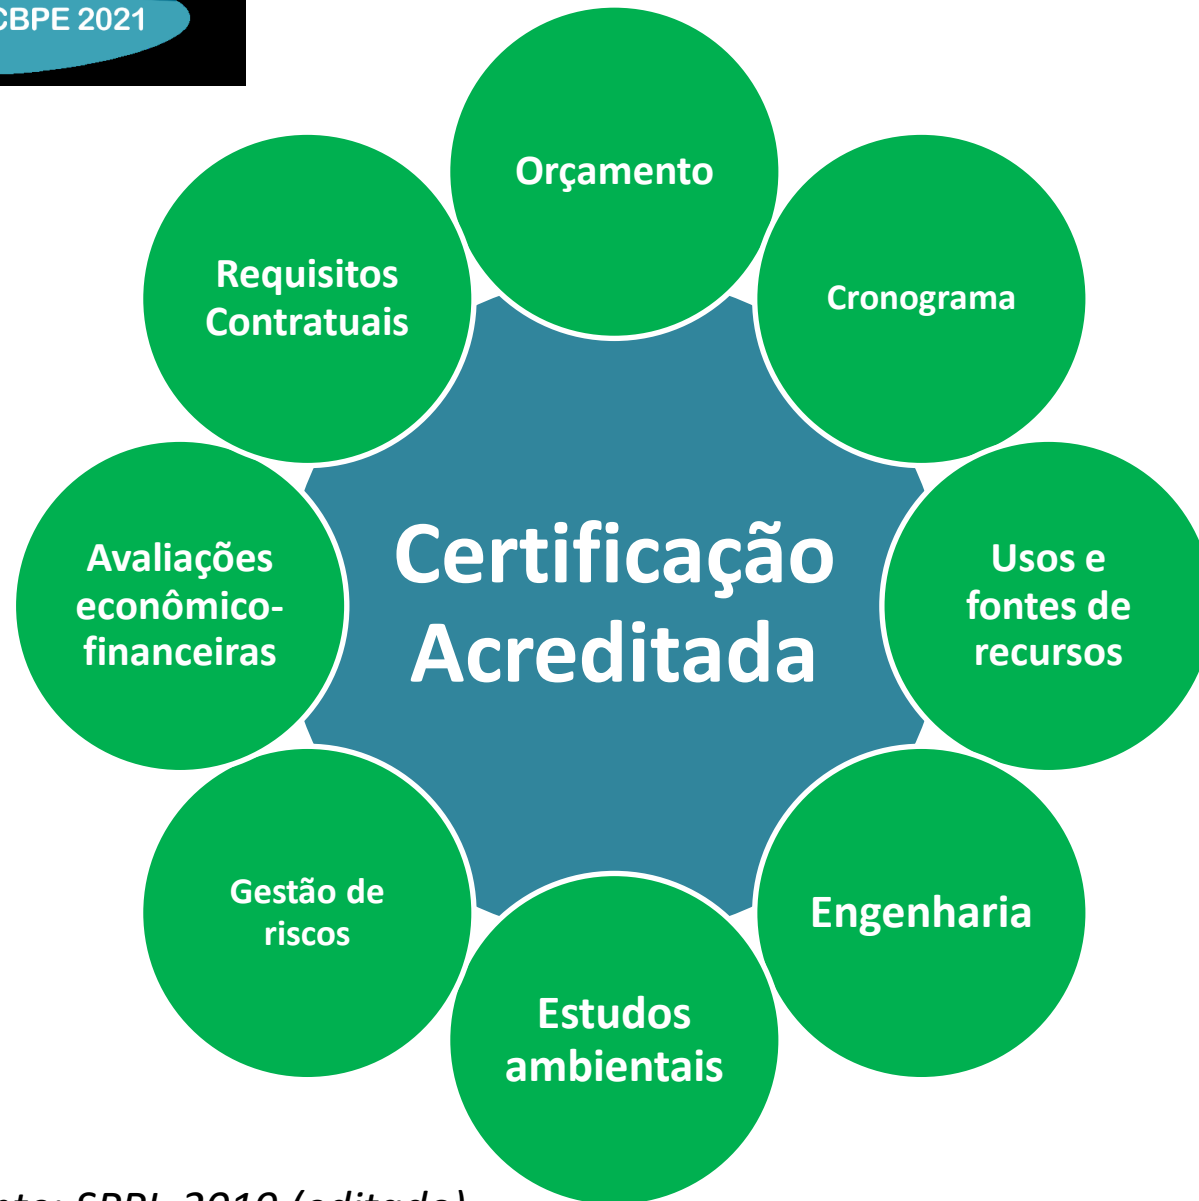 CBPE 2021
Orçamento
Requisitos
Contratuais
Cronograma
Certificação
Acreditada
Avaliações
econômico-
financeiras
Usos e
fontes de
recursos
Gestão de
riscos
Engenharia
Estudos
ambientais
(editado)